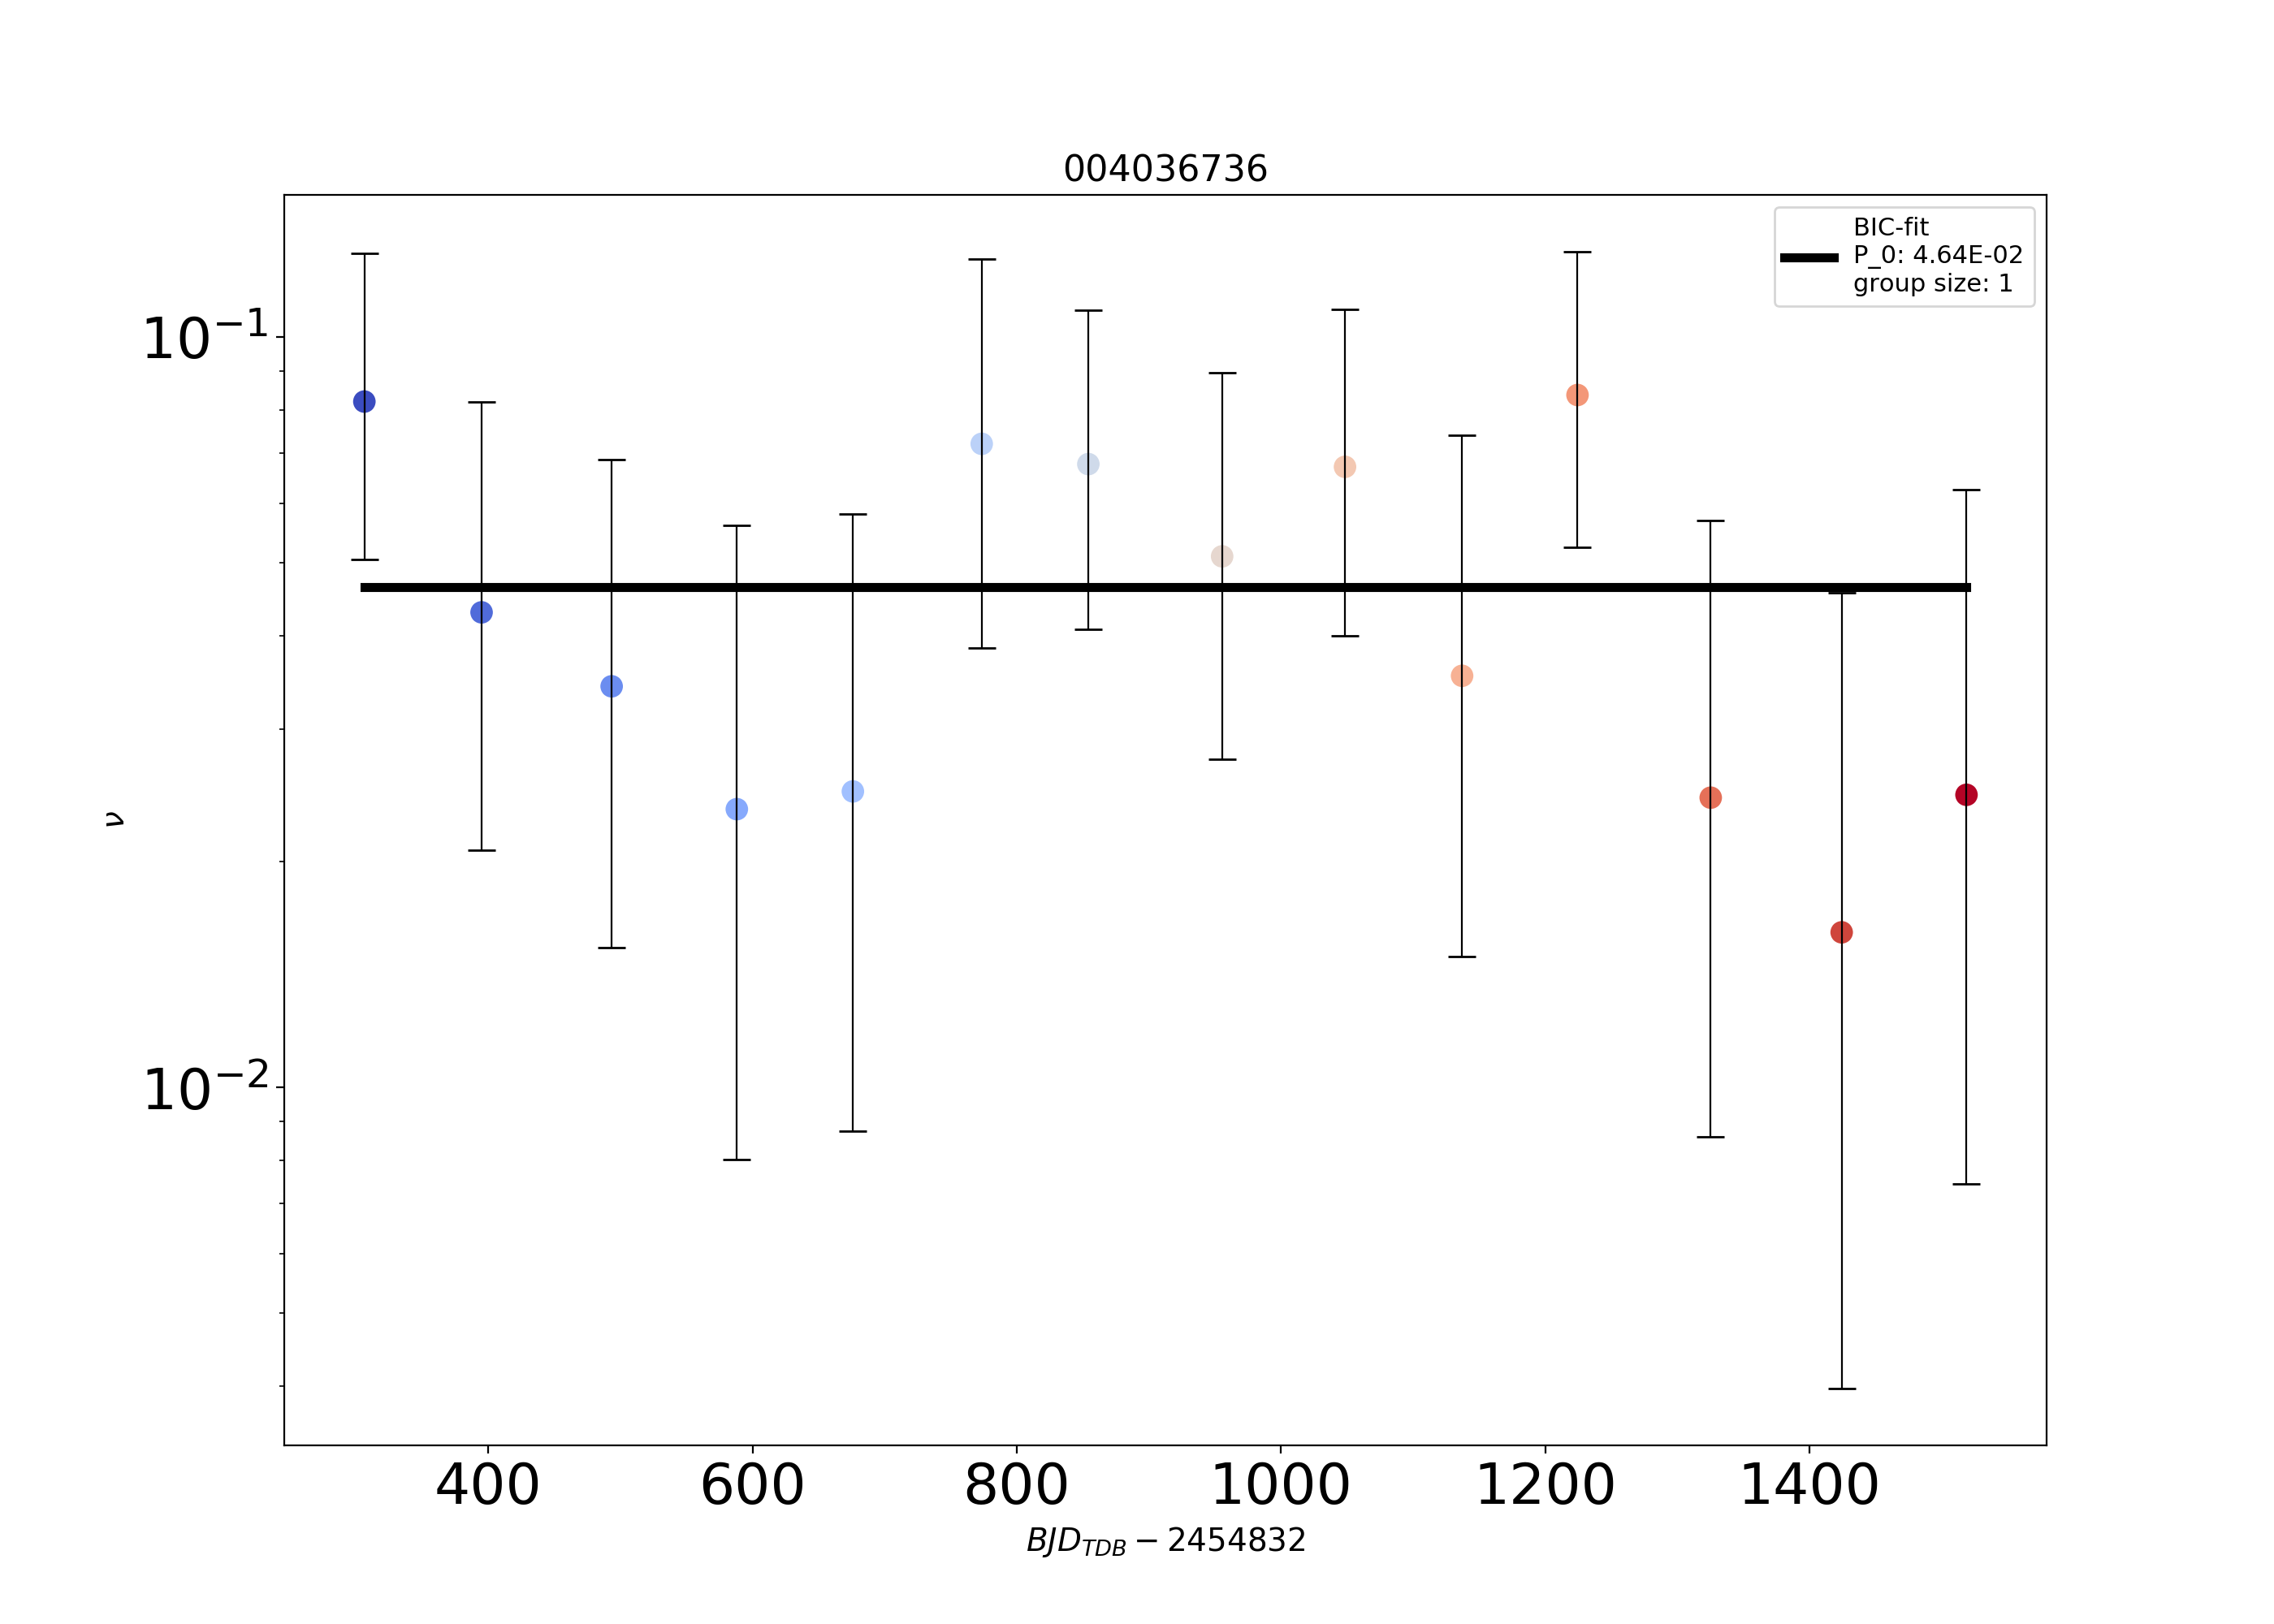 004036736
BIC-fit
P_0: 4.64E-02
group size: 1
10⁻¹
10⁻²
ν
400 600 800 1000 1200 1400
BJD_TDB − 2454832